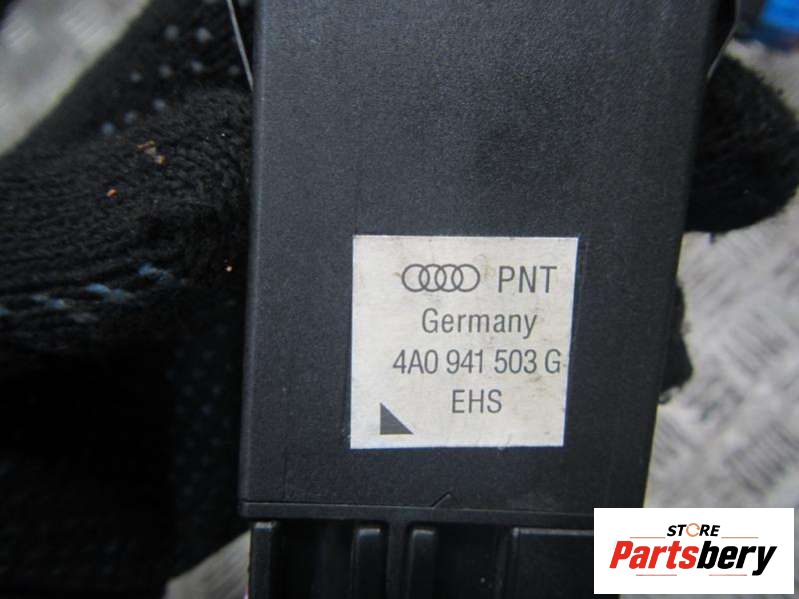 PNT
Germany
4A0 941 503 G
EHS
STORE
Partsbery